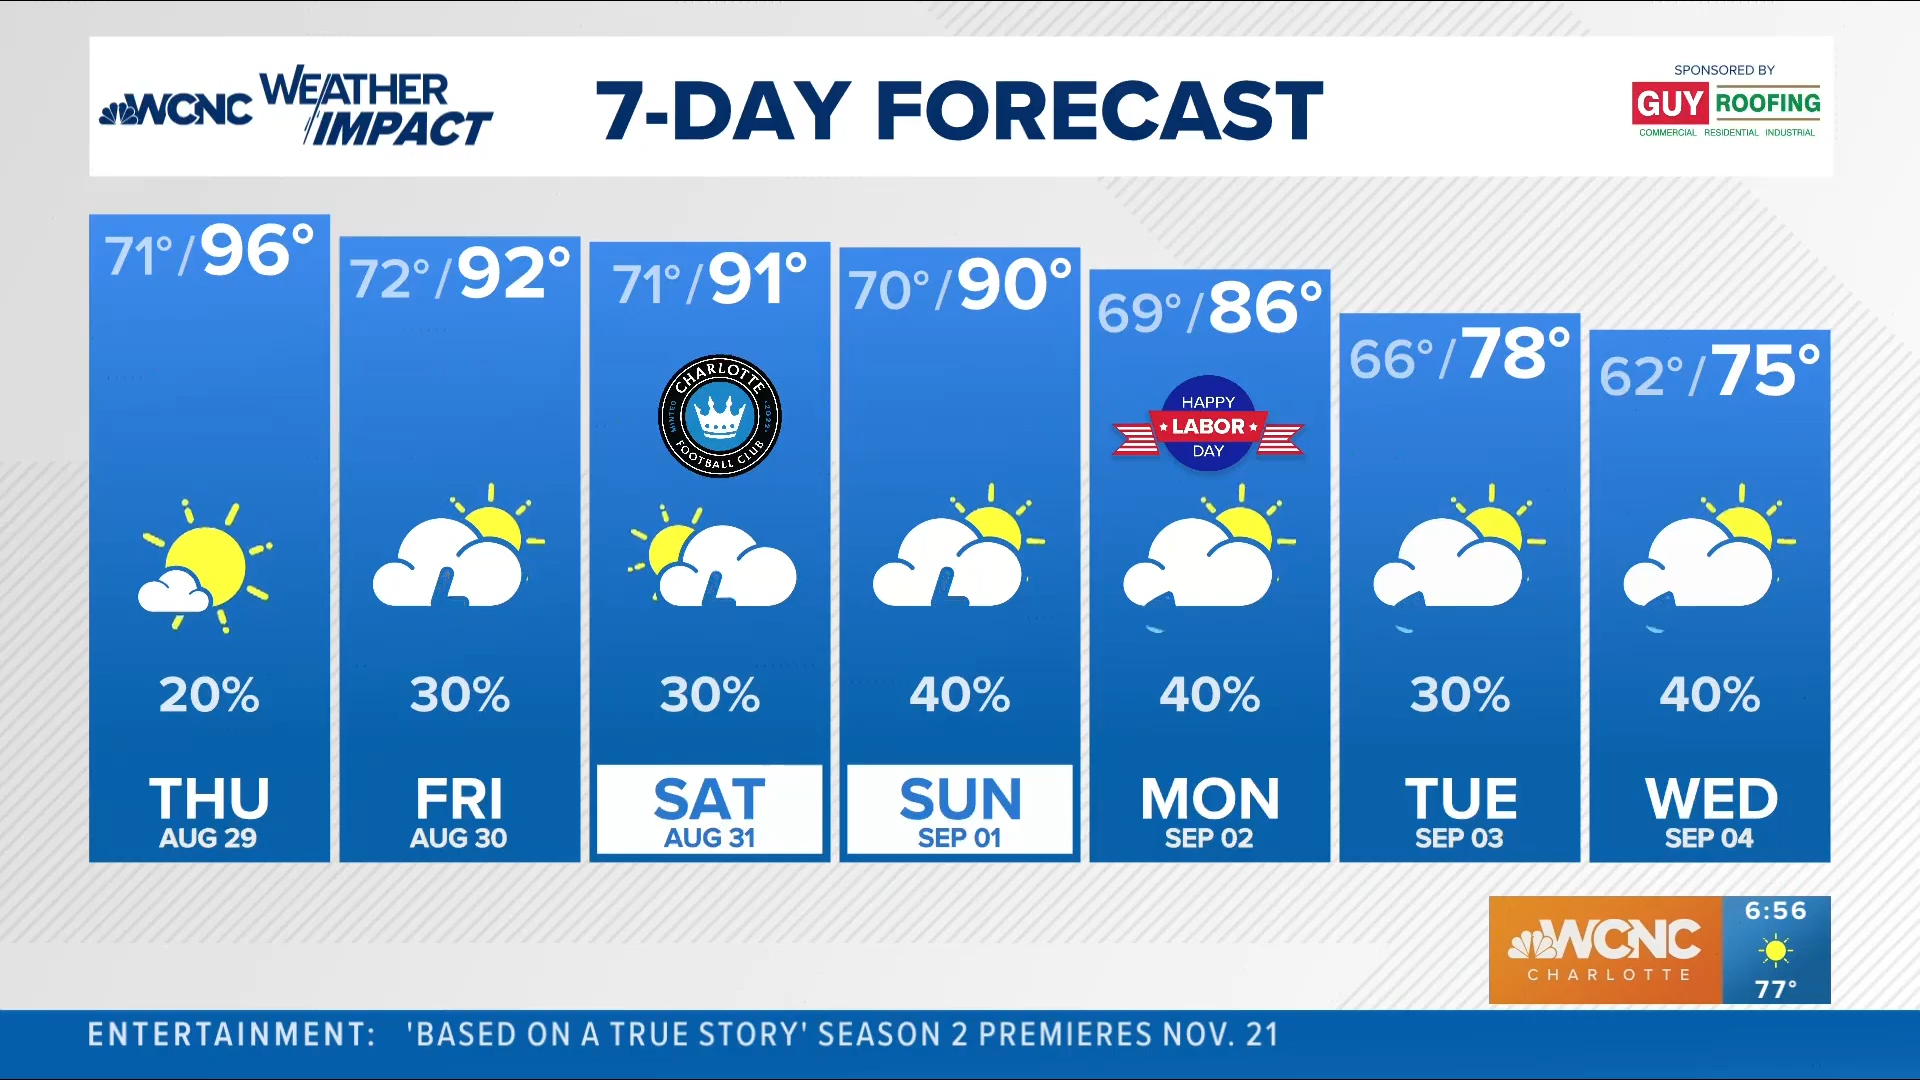 WCNC WEATHER IMPACT
7-DAY FORECAST
SPONSORED BY
GUY ROOFING
COMMERCIAL RESIDENTIAL INDUSTRIAL
71°/96°
72°/92°
71°/91°
70°/90°
69°/86°
66°/78°
62°/75°
CHARLOTTE
MINTED
2022
FOOTBALL CLUB
HAPPY
LABOR
DAY
20%
30%
30%
40%
40%
30%
40%
THU
AUG 29
FRI
AUG 30
SAT
AUG 31
SUN
SEP 01
MON
SEP 02
TUE
SEP 03
WED
SEP 04
WCNC
CHARLOTTE
6:56
77°
ENTERTAINMENT: 'BASED ON A TRUE STORY' SEASON 2 PREMIERES NOV. 21